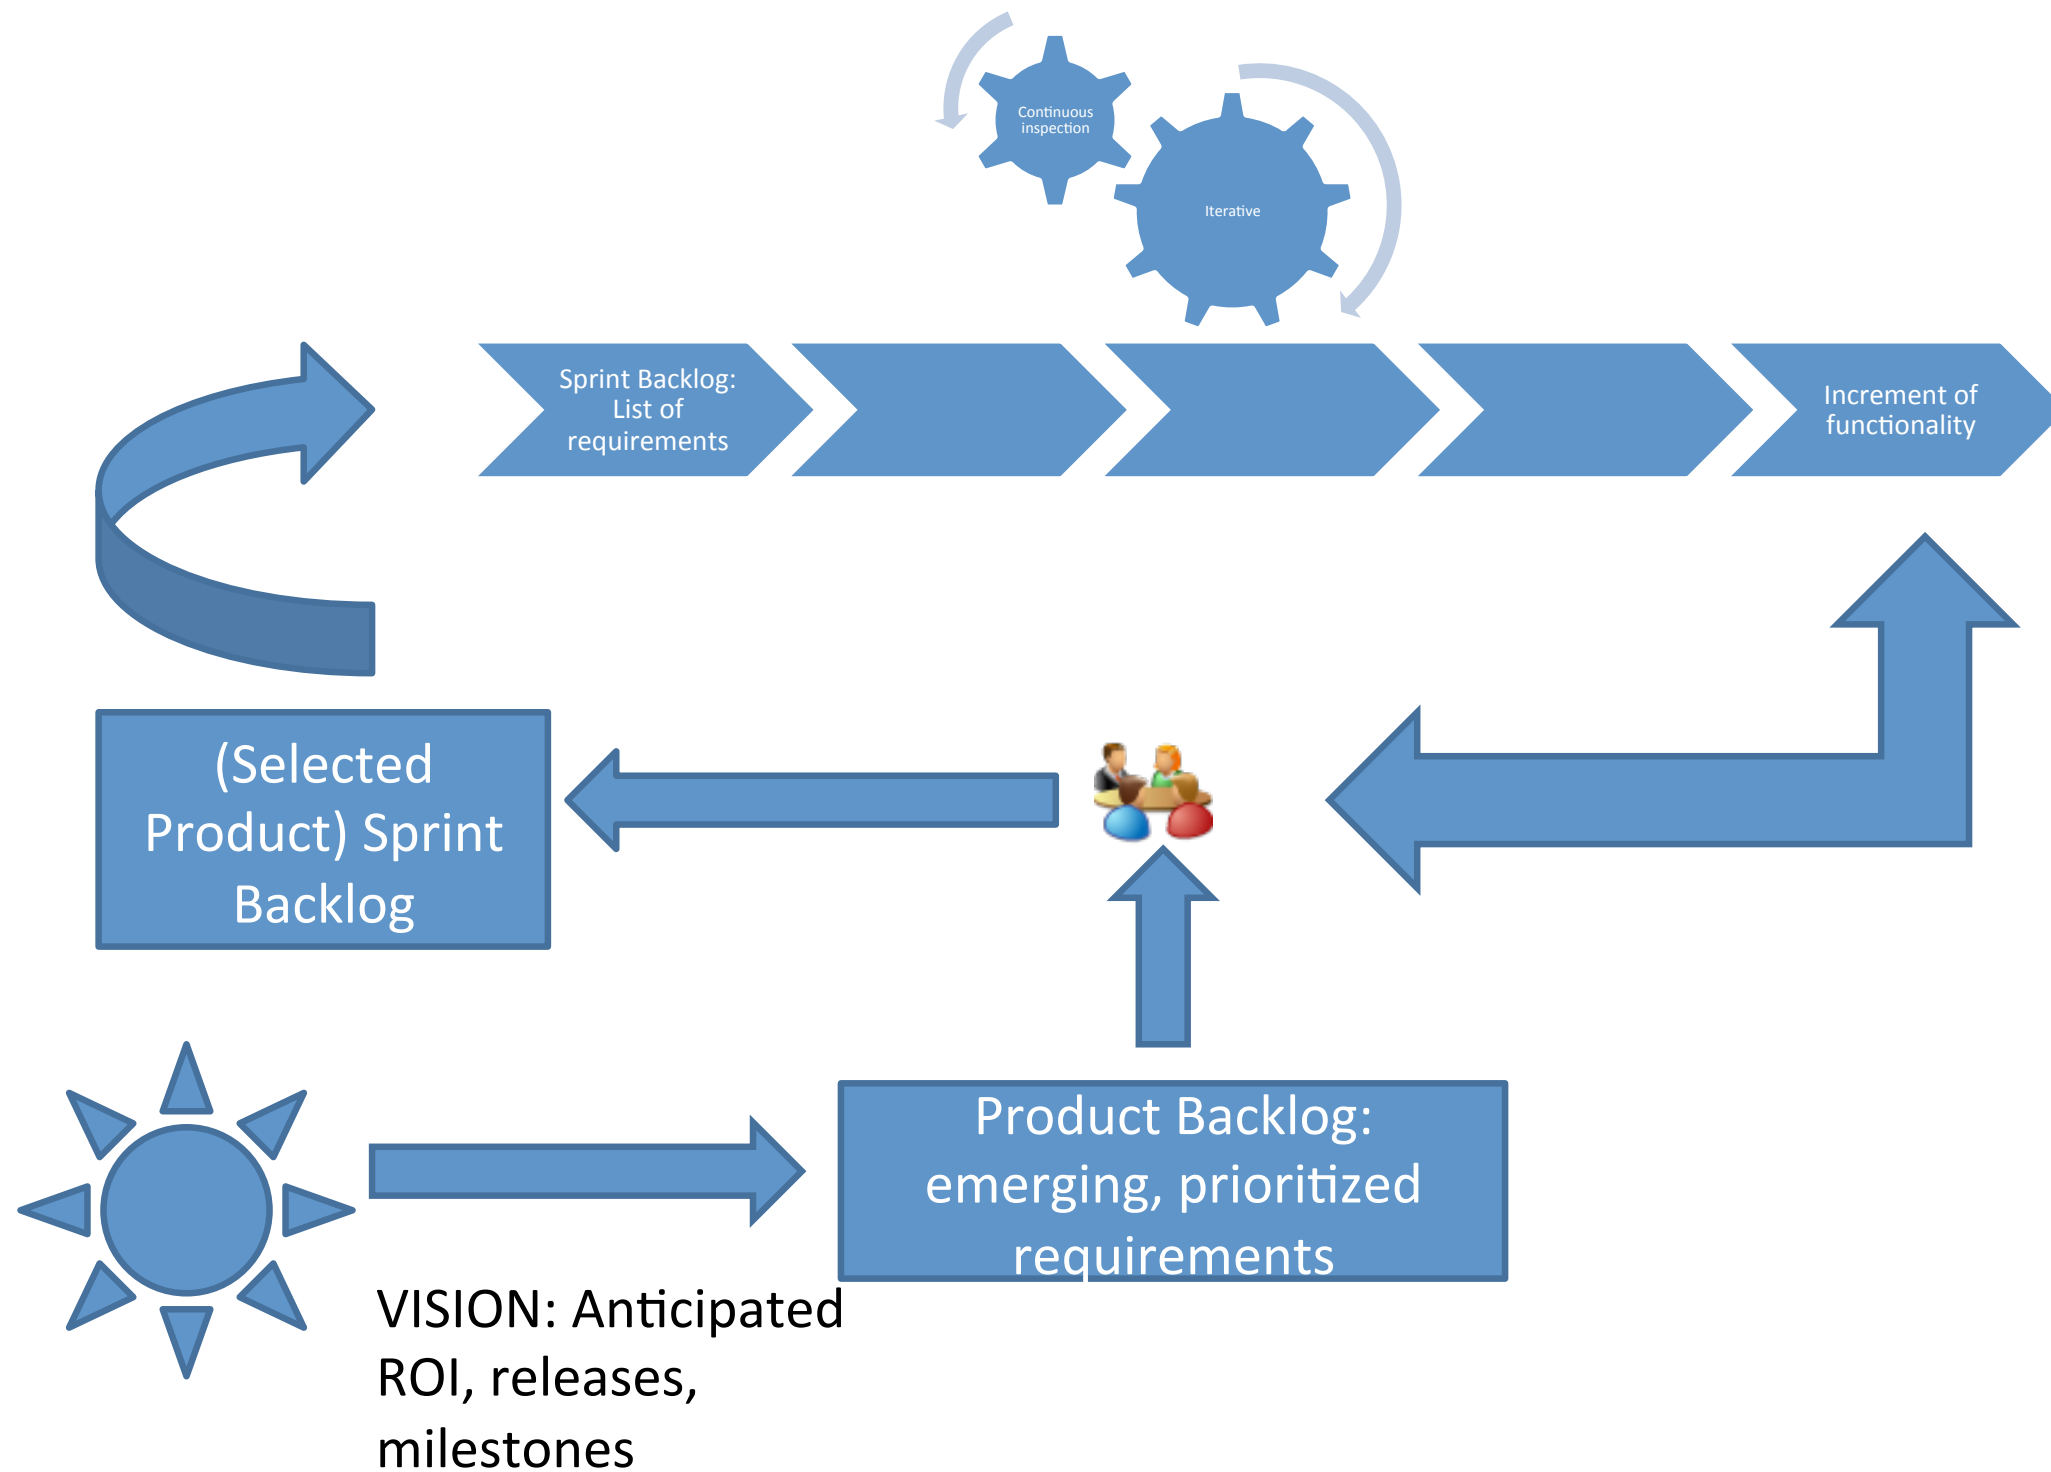 Continuous
inspection
Iterative
Sprint Backlog:
List of
requirements
Increment of
functionality
(Selected
Product) Sprint
Backlog
Product Backlog:
emerging, prioritized
requirements
VISION: Anticipated
ROI, releases,
milestones